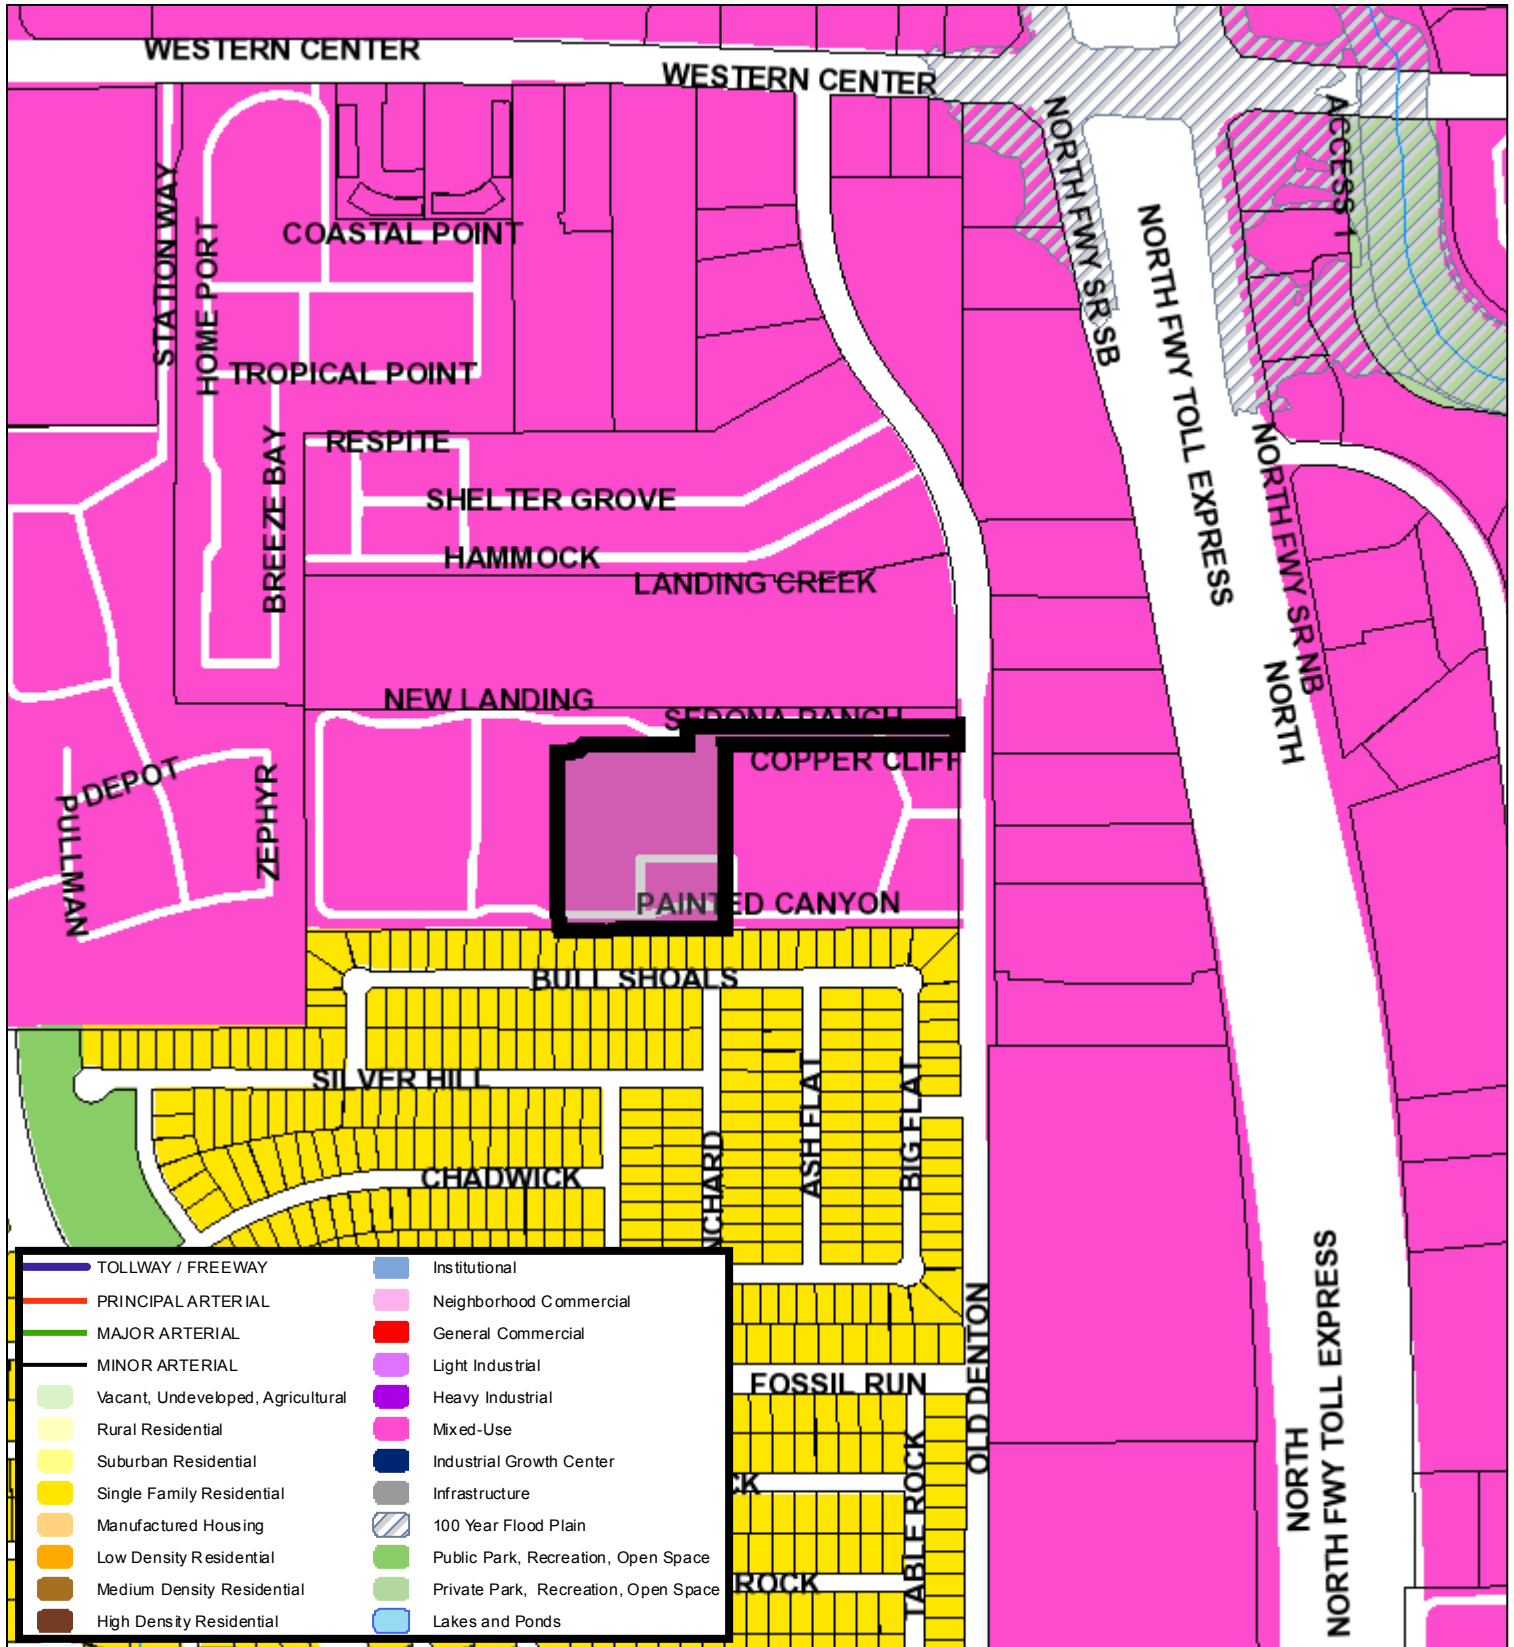 WESTERN CENTER
WESTERN CENTER
NORTH FWY SR SB
ACCESS 1
STATION WAY
HOME PORT
COASTAL POINT
NORTH FWY TOLL EXPRESS
TROPICAL POINT
BREEZE BAY
RESPITE
NORTH FWY SR NB
SHELTER GROVE
HAMMOCK
LANDING CREEK
NORTH
NEW LANDING
SEDONA RANCH
COPPER CLIFF
DEPOT
PULLMAN
ZEPHYR
PAINTED CANYON
BULL SHOALS
SILVER HILL
ASH FLAT
BIG FLAT
CHADWICK
NCHARD
OLD DENTON
NORTH FWY TOLL EXPRESS
NORTH
FOSSIL RUN
TABLE ROCK
CK
ROCK
TOLLWAY / FREEWAY
PRINCIPAL ARTERIAL
MAJOR ARTERIAL
MINOR ARTERIAL
Vacant, Undeveloped, Agricultural
Rural Residential
Suburban Residential
Single Family Residential
Manufactured Housing
Low Density Residential
Medium Density Residential
High Density Residential
Institutional
Neighborhood Commercial
General Commercial
Light Industrial
Heavy Industrial
Mixed-Use
Industrial Growth Center
Infrastructure
100 Year Flood Plain
Public Park, Recreation, Open Space
Private Park, Recreation, Open Space
Lakes and Ponds